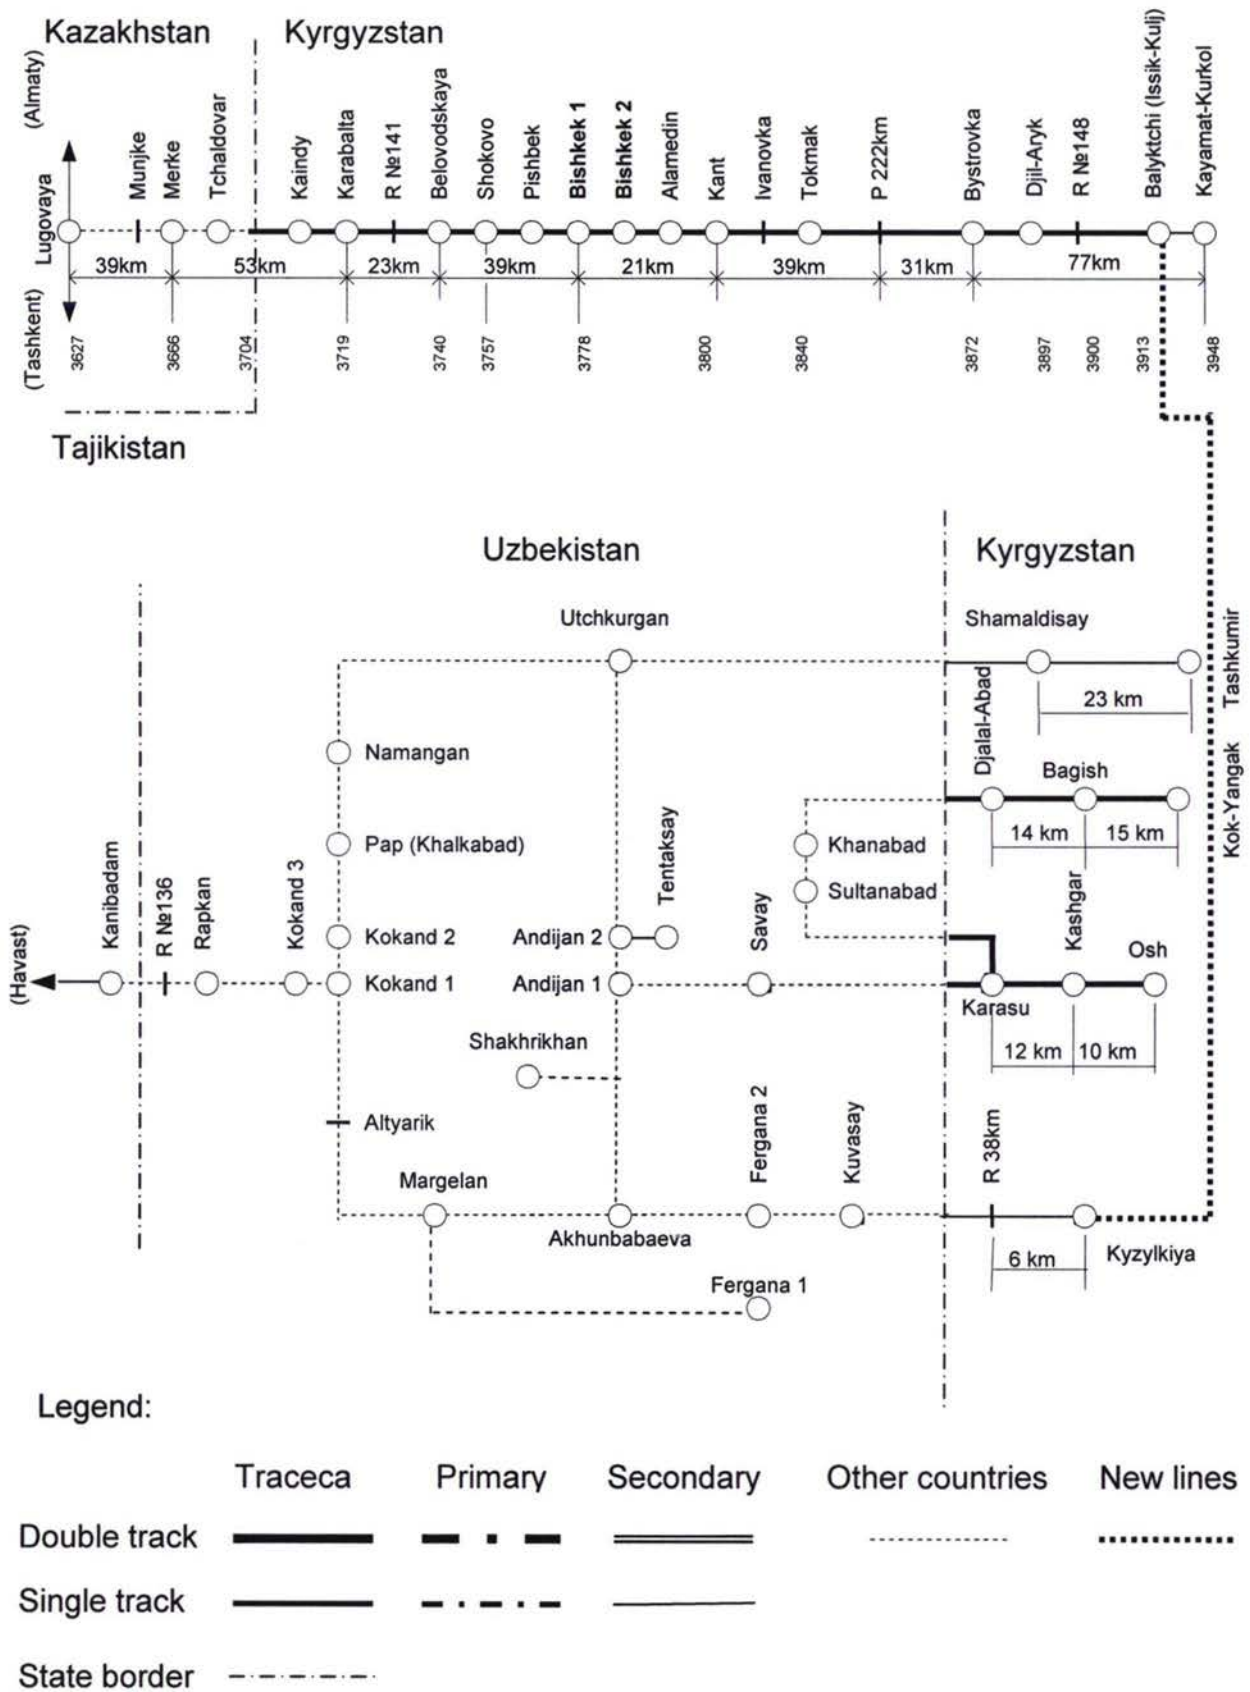 Kazakhstan
Kyrgyzstan
(Almaty)
Lugovaya
(Tashkent)
Munjke
Merke
Tchaldovar
Kaindy
Karabalta
R №141
Belovodskaya
Shokovo
Pishbek
Bishkek 1
Bishkek 2
Alamedin
Kant
Ivanovka
Tokmak
P 222km
Bystrovka
Djil-Aryk
R №148
Balyktchi (Issik-Kulj)
Kayamat-Kurkol
39km
53km
23km
39km
21km
39km
31km
77km
3627
3666
3704
3719
3740
3757
3778
3800
3840
3872
3897
3900
3913
3948
Tajikistan
Uzbekistan
Kyrgyzstan
Utchkurgan
Shamaldisay
Tashkumir
23 km
Namangan
Djalal-Abad
Bagish
Kok-Yangak
14 km
15 km
Pap (Khalkabad)
Tentaksay
Khanabad
Sultanabad
(Havast)
Kanibadam
R №136
Rapkan
Kokand 3
Kokand 2
Andijan 2
Savay
Kashgar
Osh
Kokand 1
Andijan 1
Karasu
Shakhrikhan
12 km
10 km
Altyarik
Margelan
Fergana 2
Kuvasay
R 38km
Akhunbabaeva
6 km
Kyzylkiya
Fergana 1
Legend:
Traceca
Primary
Secondary
Other countries
New lines
Double track
Single track
State border